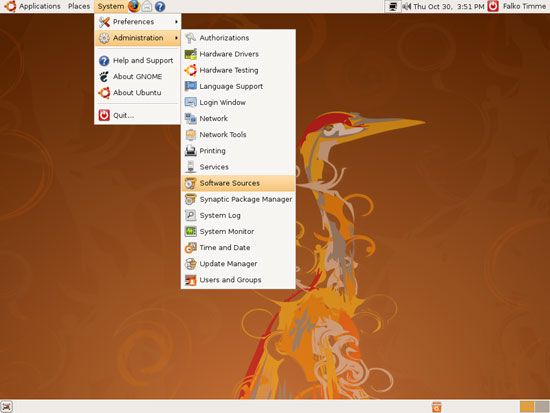 Applications Places System Thu Oct 30, 3:51 PM Falko Timme
Preferences
Administration
Help and Support
About GNOME
About Ubuntu
Quit...
Authorizations
Hardware Drivers
Hardware Testing
Language Support
Login Window
Network
Network Tools
Printing
Services
Software Sources
Synaptic Package Manager
System Log
System Monitor
Time and Date
Update Manager
Users and Groups